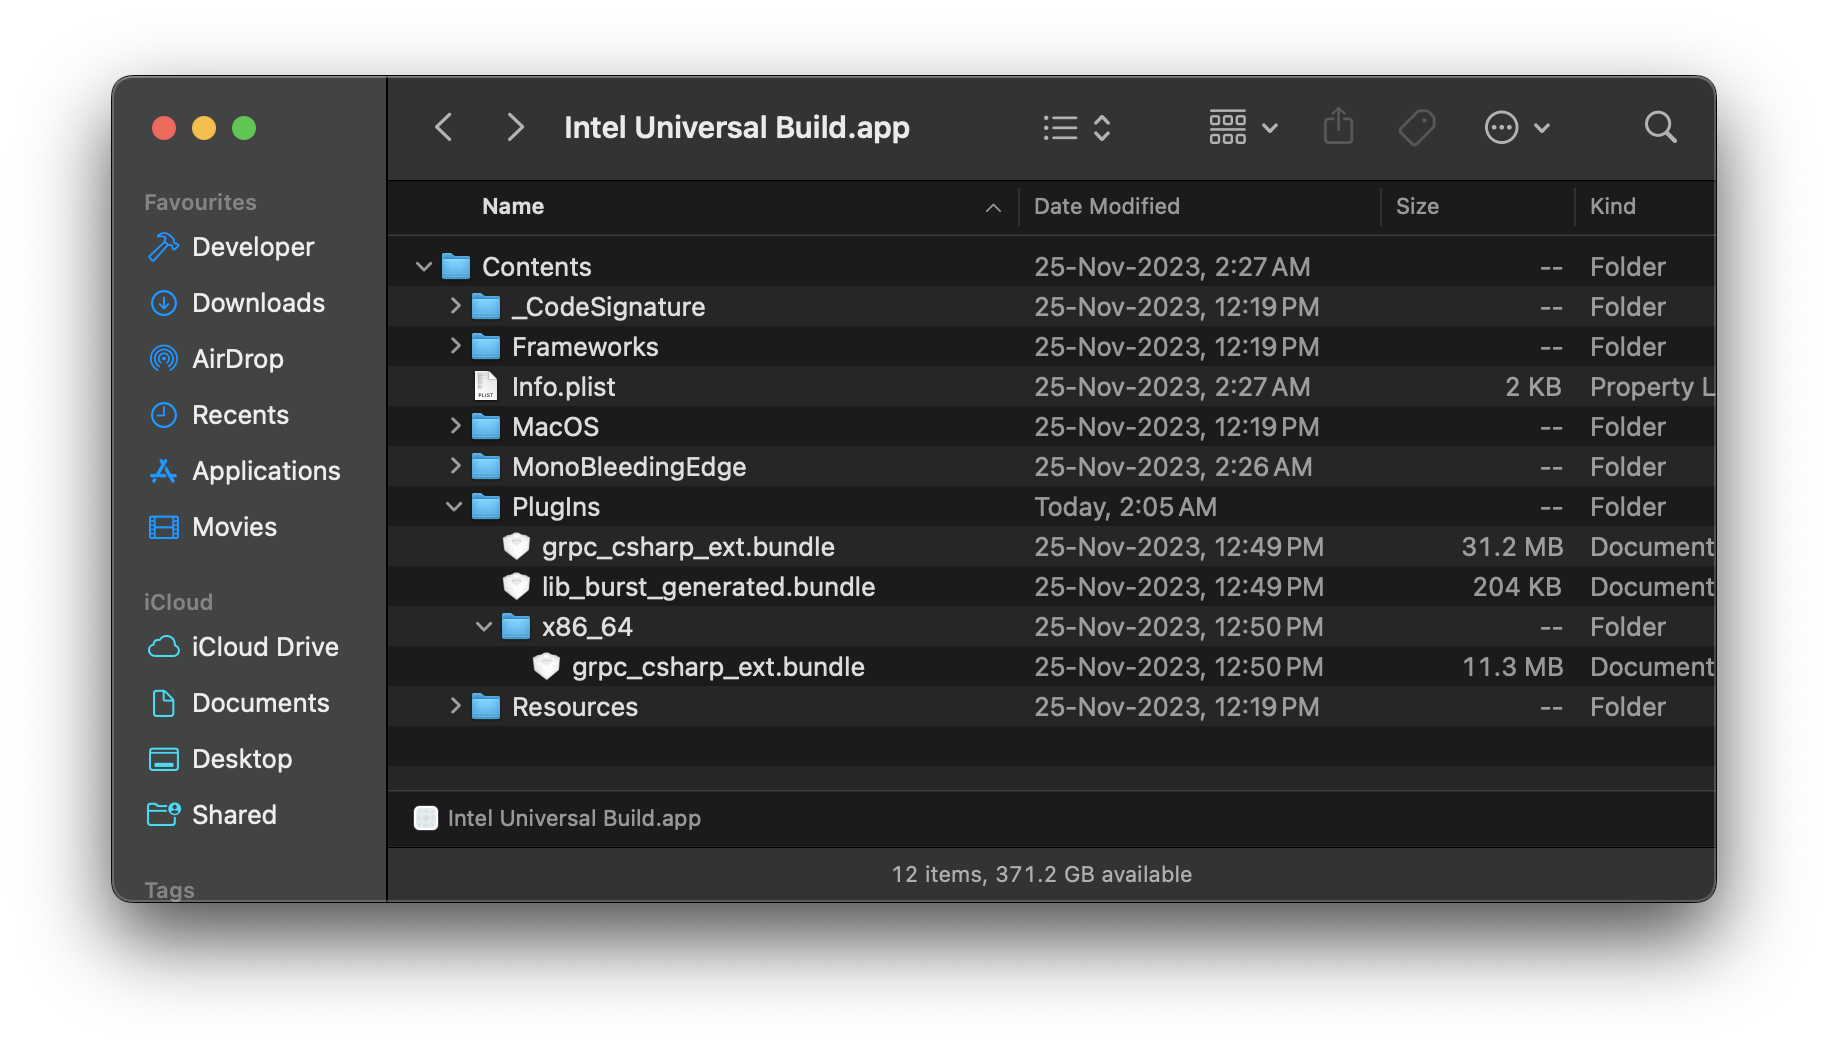 Intel Universal Build.app
Favourites
Developer
Downloads
AirDrop
Recents
Applications
Movies
iCloud
iCloud Drive
Documents
Desktop
Shared
Tags
Name Date Modified Size Kind
Contents 25-Nov-2023, 2:27 AM -- Folder
_CodeSignature 25-Nov-2023, 12:19 PM -- Folder
Frameworks 25-Nov-2023, 12:19 PM -- Folder
PLIST Info.plist 25-Nov-2023, 2:27 AM 2 KB Property L
MacOS 25-Nov-2023, 12:19 PM -- Folder
MonoBleedingEdge 25-Nov-2023, 2:26 AM -- Folder
PlugIns Today, 2:05 AM -- Folder
grpc_csharp_ext.bundle 25-Nov-2023, 12:49 PM 31.2 MB Document
lib_burst_generated.bundle 25-Nov-2023, 12:49 PM 204 KB Document
x86_64 25-Nov-2023, 12:50 PM -- Folder
grpc_csharp_ext.bundle 25-Nov-2023, 12:50 PM 11.3 MB Document
Resources 25-Nov-2023, 12:19 PM -- Folder
Intel Universal Build.app
12 items, 371.2 GB available